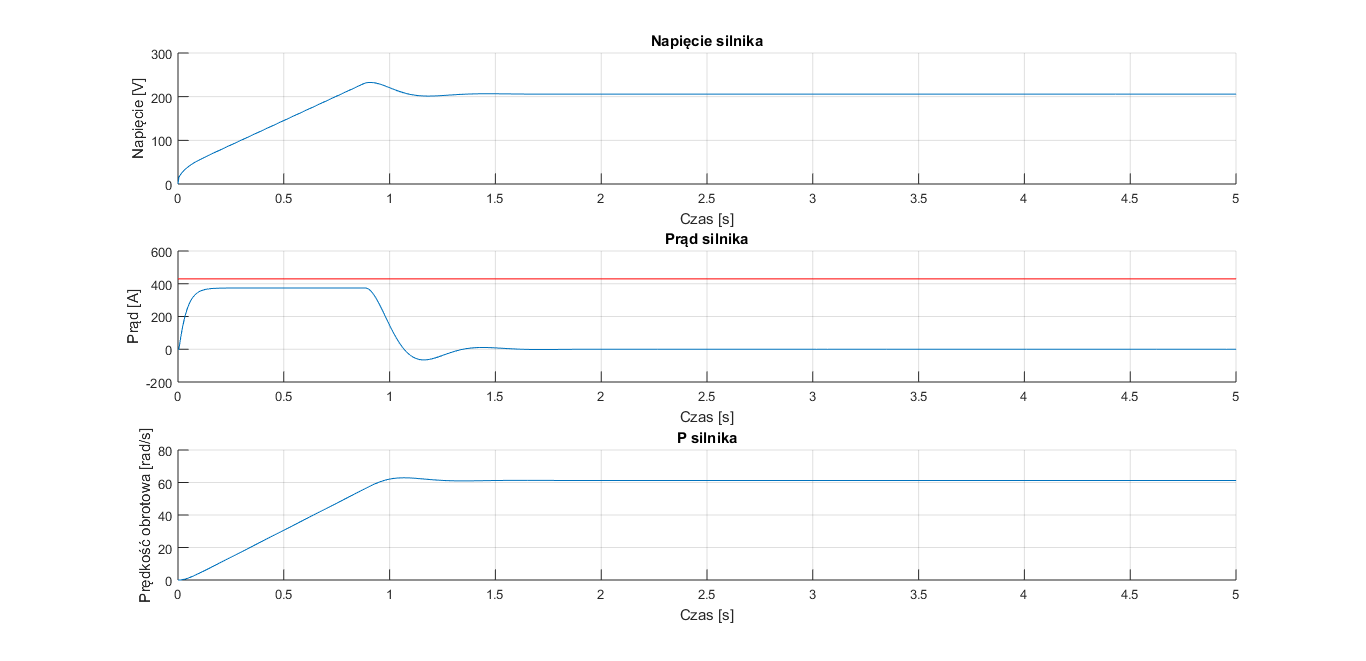 Napięcie silnika
Napięcie [V]
300
200
100
0
0 0.5 1 1.5 2 2.5 3 3.5 4 4.5 5
Czas [s]
Prąd silnika
Prąd [A]
600
400
200
0
-200
0 0.5 1 1.5 2 2.5 3 3.5 4 4.5 5
Czas [s]
P silnika
Prędkość obrotowa [rad/s]
80
60
40
20
0
0 0.5 1 1.5 2 2.5 3 3.5 4 4.5 5
Czas [s]